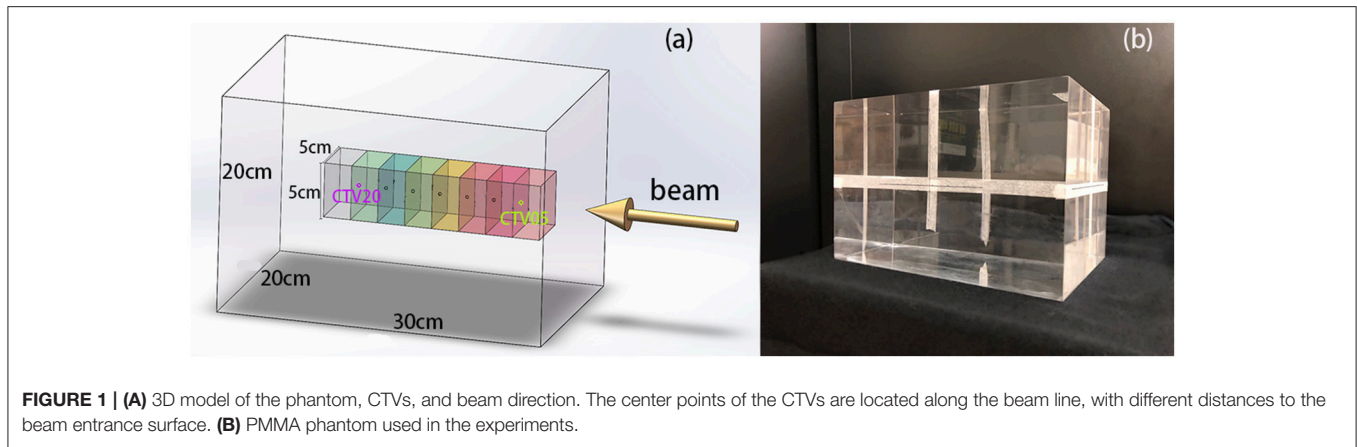 (a)
(b)
5cm
20cm
5cm
CTV20
CTV05
beam
20cm
30cm
FIGURE 1 | (A) 3D model of the phantom, CTVs, and beam direction. The center points of the CTVs are located along the beam line, with different distances to the
beam entrance surface. (B) PMMA phantom used in the experiments.